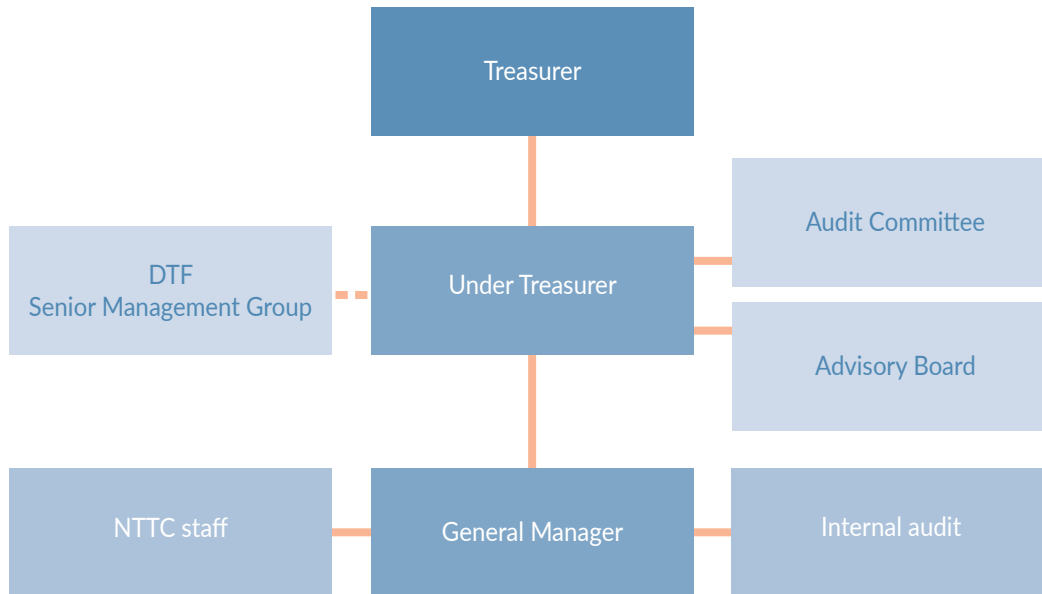 Treasurer
Audit Committee
DTF
Senior Management Group
Under Treasurer
Advisory Board
NTTC staff
General Manager
Internal audit